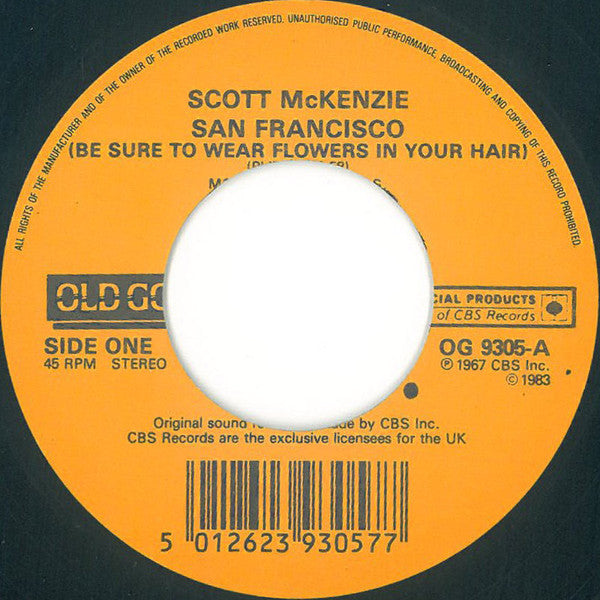 ALL RIGHTS OF THE MANUFACTURER AND OF THE OWNER OF THE RECORDED WORK RESERVED. UNAUTHORISED PUBLIC PERFORMANCE, BROADCASTING AND COPYING OF THIS RECORD PROHIBITED.
SCOTT McKENZIE
SAN FRANCISCO
(BE SURE TO WEAR FLOWERS IN YOUR HAIR)
OLD GO
CIAL PRODUCTS
of CBS Records
SIDE ONE
45 RPM STEREO
OG 9305-A
℗ 1967 CBS Inc.
© 1983
Original sound made by CBS Inc.
CBS Records are the exclusive licensees for the UK
5 012623 930577